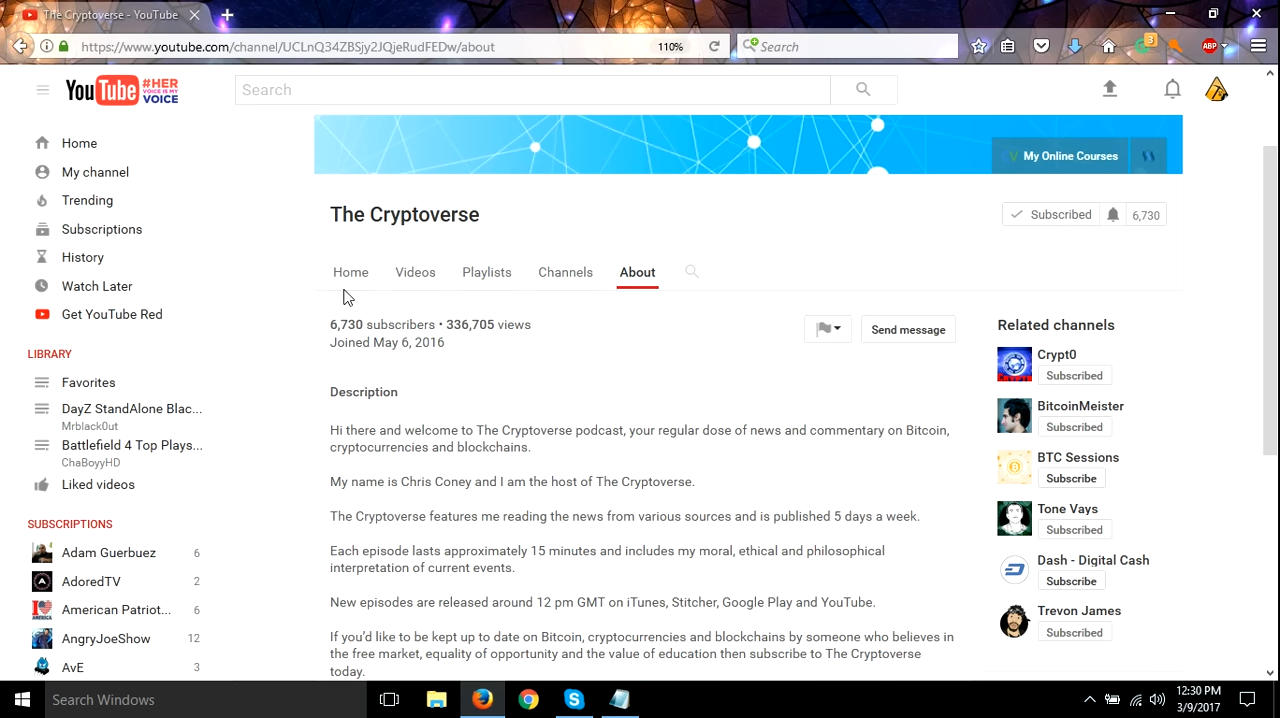 The Cryptoverse - YouTube
https://www.youtube.com/channel/UCLnQ34ZBSjy2JQjeRudFEDw/about
110%
Search
3
ABP
YouTube
#HER VOICE IS MY VOICE
Search
Home
My channel
Trending
Subscriptions
History
Watch Later
Get YouTube Red
LIBRARY
Favorites
DayZ StandAlone Blac...
Mrblack0ut
Battlefield 4 Top Plays...
ChaBoyyHD
Liked videos
SUBSCRIPTIONS
Adam Guerbuez 6
AdoredTV 2
American Patriot... 6
AngryJoeShow 12
AvE 3
My Online Courses
The Cryptoverse
Subscribed 6,730
Home Videos Playlists Channels About
6,730 subscribers • 336,705 views
Joined May 6, 2016
Send message
Description
Hi there and welcome to The Cryptoverse podcast, your regular dose of news and commentary on Bitcoin,
cryptocurrencies and blockchains.
My name is Chris Coney and I am the host of The Cryptoverse.
The Cryptoverse features me reading the news from various sources and is published 5 days a week.
Each episode lasts approximately 15 minutes and includes my moral, ethical and philosophical
interpretation of current events.
New episodes are released around 12 pm GMT on iTunes, Stitcher, Google Play and YouTube.
If you'd like to be kept up to date on Bitcoin, cryptocurrencies and blockchains by someone who believes in
the free market, equality of opportunity and the value of education then subscribe to The Cryptoverse
today.
Related channels
Crypt0
Subscribed
BitcoinMeister
Subscribed
BTC Sessions
Subscribe
Tone Vays
Subscribed
Dash - Digital Cash
Subscribe
Trevon James
Subscribed
Search Windows
12:30 PM
3/9/2017